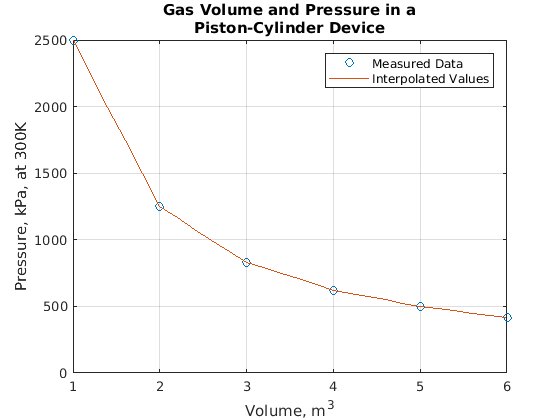 Gas Volume and Pressure in a
Piston-Cylinder Device
Measured Data
Interpolated Values
Pressure, kPa, at 300K
2500
2000
1500
1000
500
0
1 2 3 4 5 6
Volume, m³